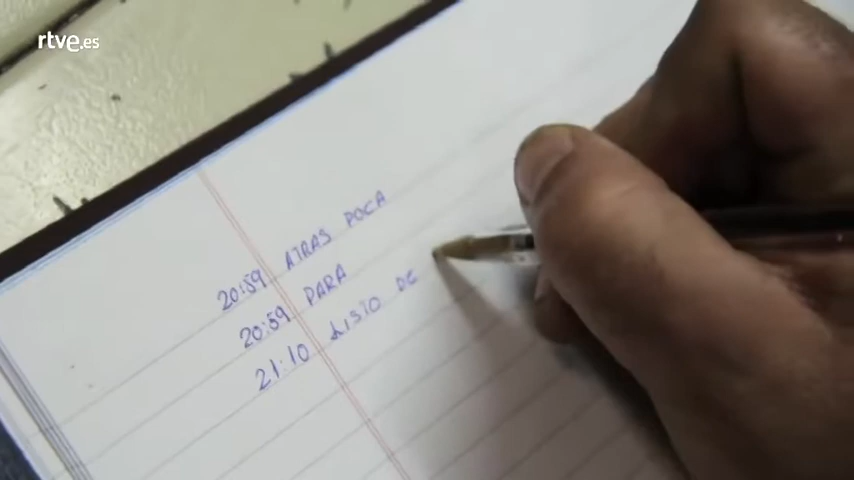 rtve.es
20:59 ATRAS POCA
20:59 PARA
21:10 LISTO DE